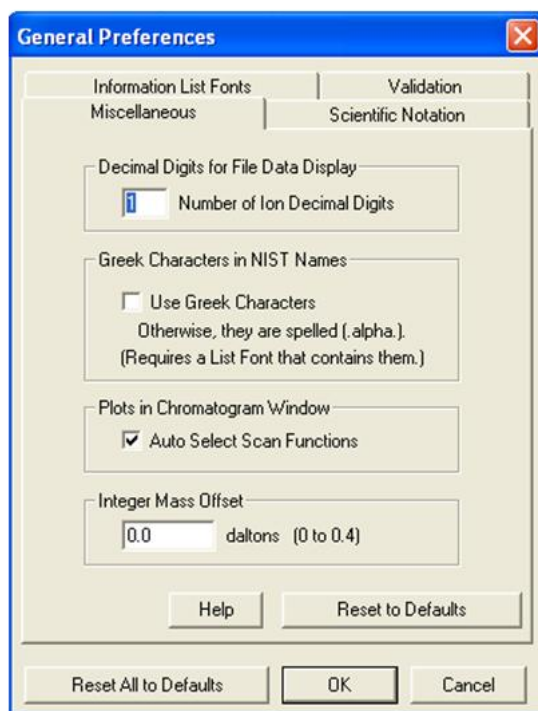 General Preferences
Information List Fonts Validation
Miscellaneous Scientific Notation
Decimal Digits for File Data Display
1 Number of Ion Decimal Digits
Greek Characters in NIST Names
Use Greek Characters
Otherwise, they are spelled (.alpha.).
(Requires a List Font that contains them.)
Plots in Chromatogram Window
Auto Select Scan Functions
Integer Mass Offset
0.0 daltons (0 to 0.4)
Help Reset to Defaults
Reset All to Defaults OK Cancel